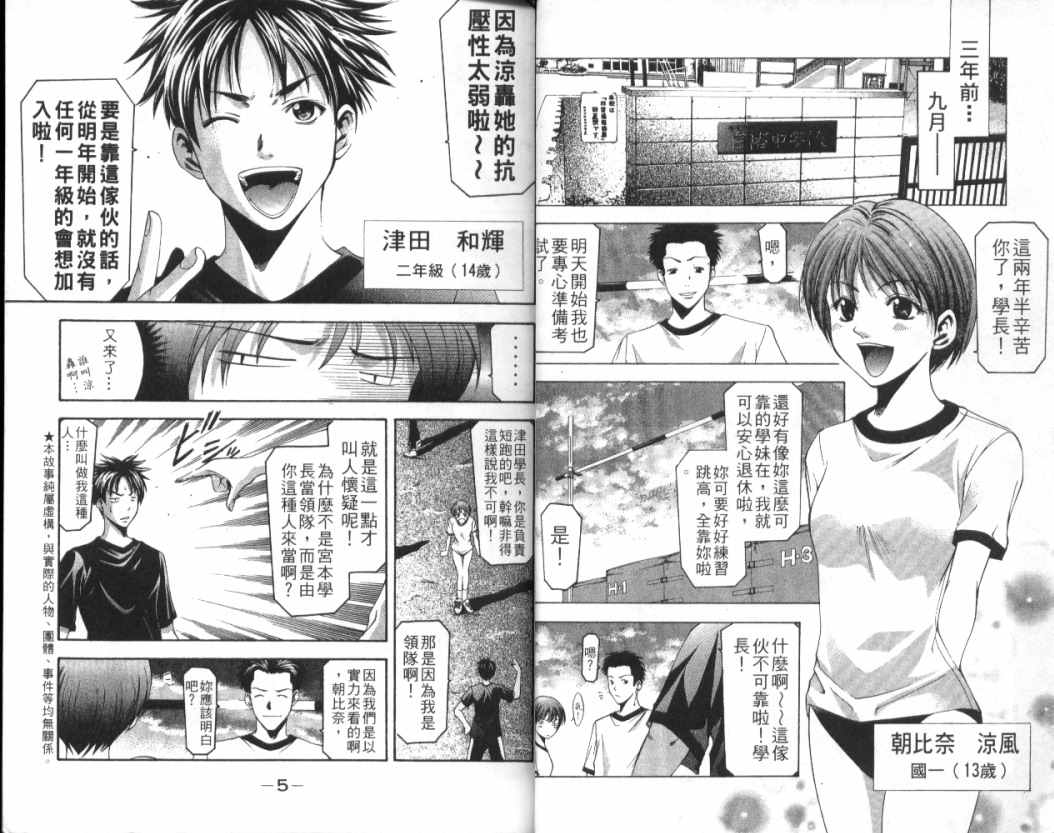 三年前…
九月——
這兩年半辛苦
你了，學長！
嗯，
明天開始我也
要專心準備考
試了。
還好有像妳這麼可
靠的學妹在，我就
可以安心退休啦，
妳可要好好練習
跳高，全靠妳啦
。
是！
H-1
H-3
什麼啊～～這傢
伙不可靠啦！學
長！
嗯？
朝比奈 涼風
國一（13歲）
因為涼轟她的抗
壓性太弱啦～～
要是靠這傢伙的話，
從明年開始，就沒有
任何一年級的會想加
入啦！
津田 和輝
二年級（14歲）
……
又來了…
誰叫涼
轟啊…
津田學長，你是負責
短跑的吧，幹嘛非得
這樣說我不可啊！
那是因為我是
領隊啊！
就是這一點才
叫人懷疑呢！
為什麼不是宮本學
長當領隊，而是由
你這種人來當啊？
ビッ
什麼叫做我這種
人…
因為我們是以
實力來看的啊
，朝比奈，
妳應該明白
吧？
★本故事純屬虛構，與實際的人物、團體、事件等均無關係。
—5—